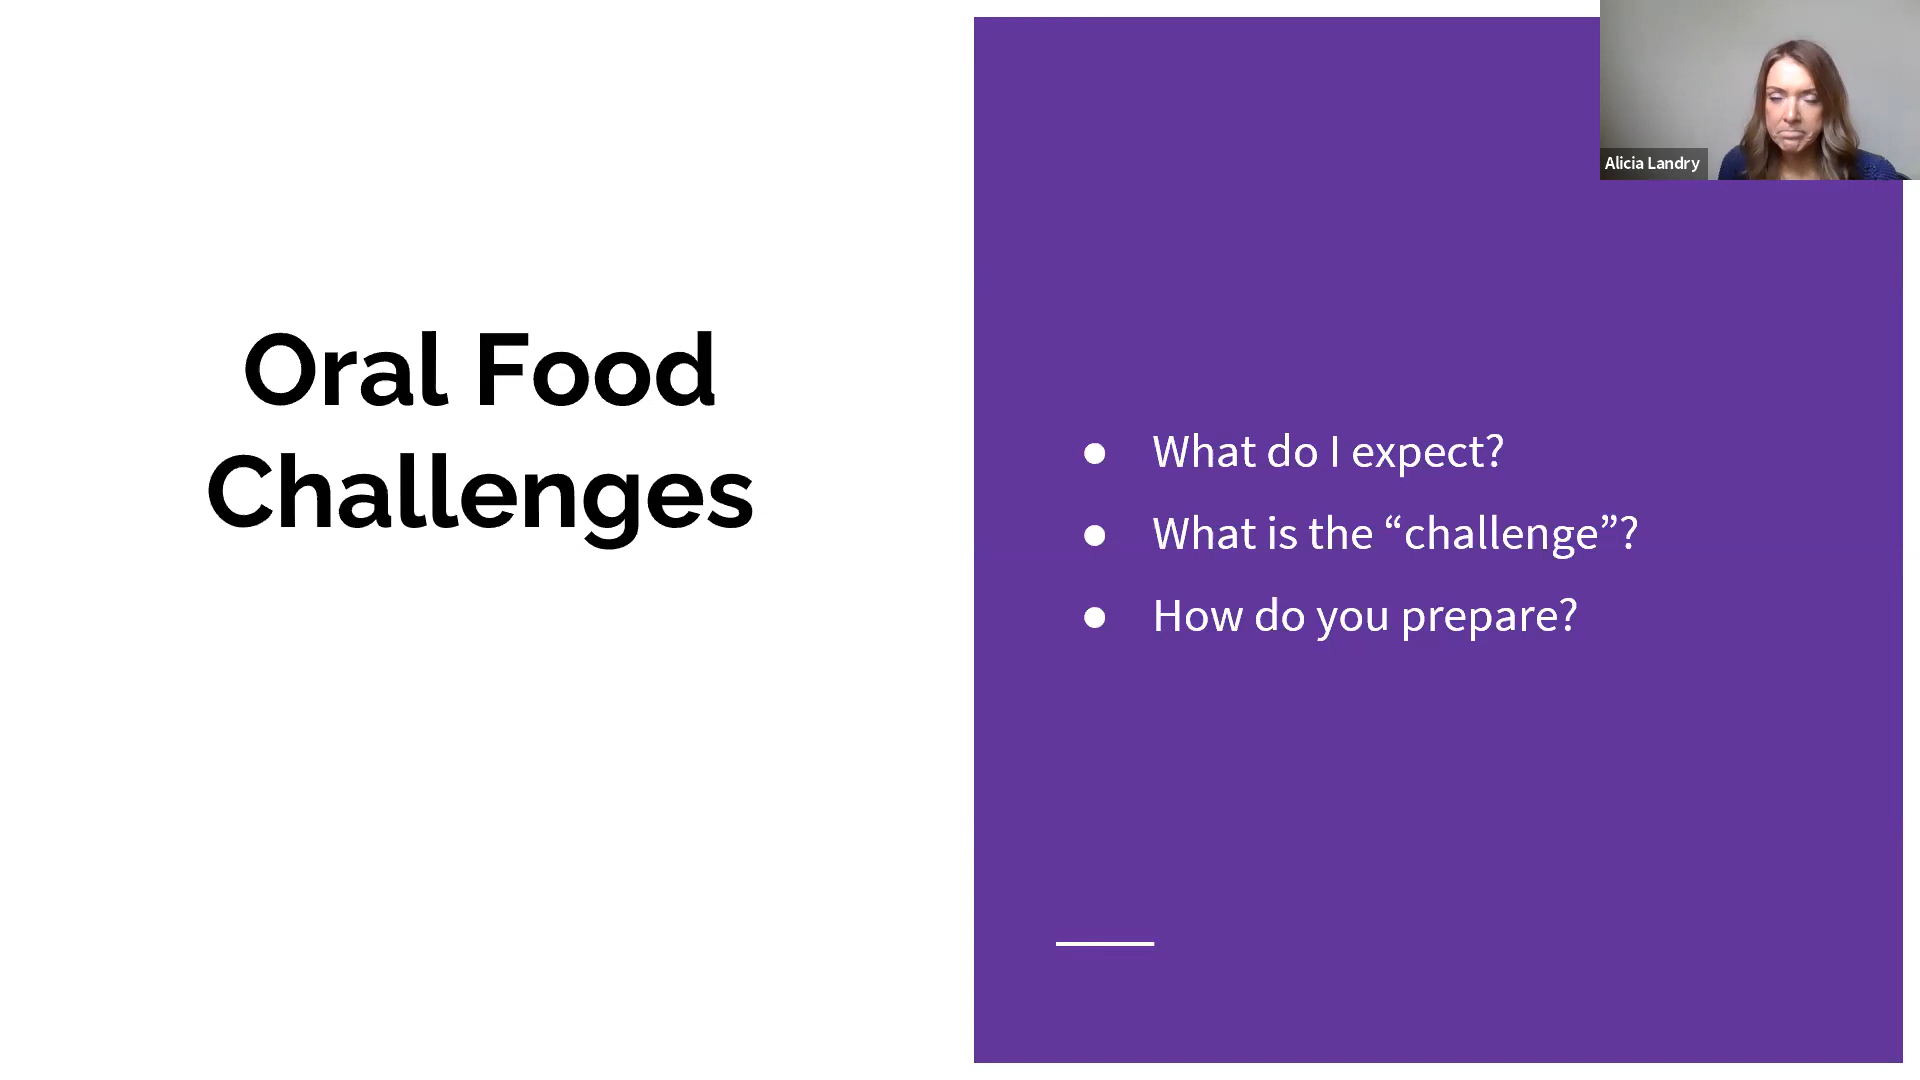 Oral Food
Challenges
● What do I expect?
● What is the “challenge”?
● How do you prepare?
Alicia Landry